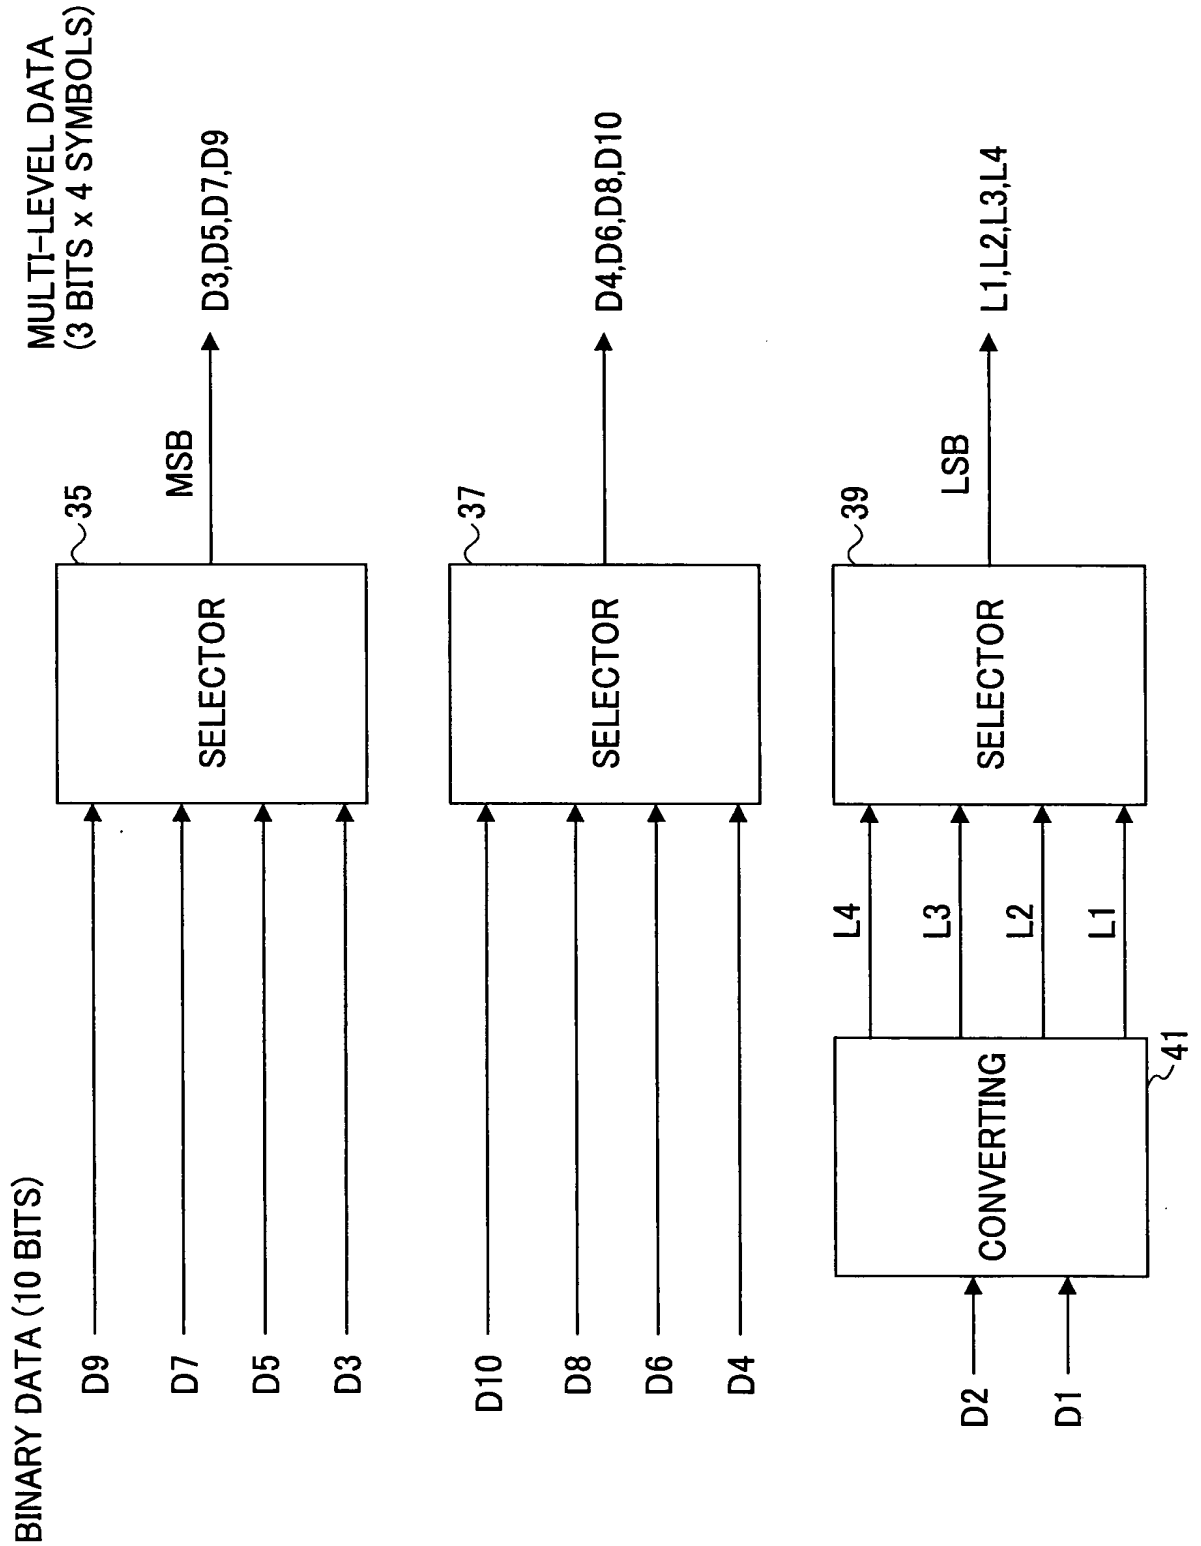 BINARY DATA (10 BITS)
MULTI-LEVEL DATA
(3 BITS x 4 SYMBOLS)
D9
D7
D5
D3
SELECTOR
35
MSB
D3,D5,D7,D9
D10
D8
D6
D4
SELECTOR
37
D4,D6,D8,D10
D2
D1
CONVERTING
41
L4
L3
L2
L1
SELECTOR
39
LSB
L1,L2,L3,L4